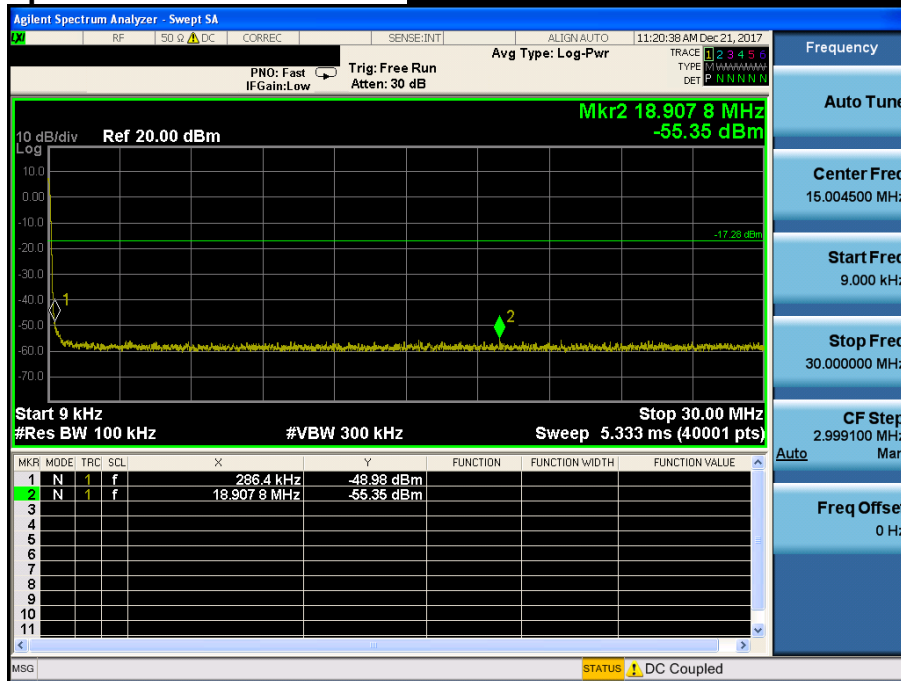 Agilent Spectrum Analyzer - Swept SA
LXI RF 50 Ω DC CORREC SENSE:INT ALIGN AUTO 11:20:38 AM Dec 21, 2017
PNO: Fast
IFGain:Low
Trig: Free Run
Atten: 30 dB
Avg Type: Log-Pwr
TRACE 1 2 3 4 5 6
TYPE M WWWWW
DET P N N N N N
Mkr2 18.907 8 MHz
-55.35 dBm
10 dB/div Ref 20.00 dBm
Log
10.0
0.00
-10.0
-17.28 dBm
-20.0
-30.0
-40.0
1
-50.0
2
-60.0
-70.0
Start 9 kHz Stop 30.00 MHz
#Res BW 100 kHz #VBW 300 kHz Sweep 5.333 ms (40001 pts)
MKR MODE TRC SCL X Y FUNCTION FUNCTION WIDTH FUNCTION VALUE
1 N 1 f 286.4 kHz -48.98 dBm
2 N 1 f 18.907 8 MHz -55.35 dBm
3
4
5
6
7
8
9
10
11
MSG STATUS DC Coupled
Frequency
Auto Tune
Center Freq
15.004500 MHz
Start Freq
9.000 kHz
Stop Freq
30.000000 MHz
CF Step
2.999100 MHz
Auto Man
Freq Offset
0 Hz